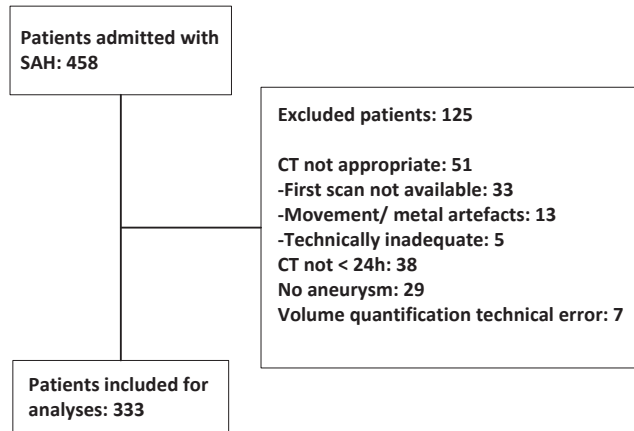 Patients admitted with
SAH: 458
Excluded patients: 125
CT not appropriate: 51
-First scan not available: 33
-Movement/ metal artefacts: 13
-Technically inadequate: 5
CT not < 24h: 38
No aneurysm: 29
Volume quantification technical error: 7
Patients included for
analyses: 333